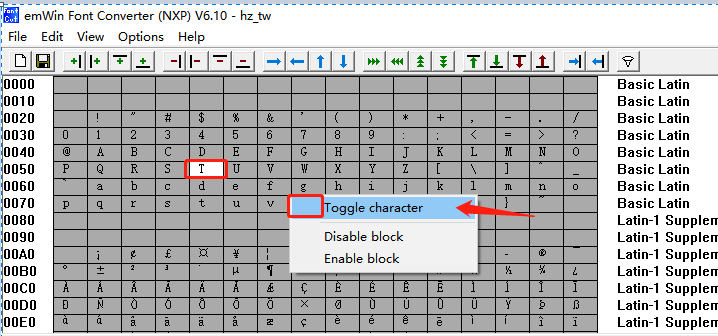 emWin Font Converter (NXP) V6.10 - hz_tw
File Edit View Options Help
0000 Basic Latin
0010 Basic Latin
0020 ! " # $ % & ' ( ) * + , - . / Basic Latin
0030 0 1 2 3 4 5 6 7 8 9 : ; < = > ? Basic Latin
0040 @ A B C D E F G H I J K L M N O Basic Latin
0050 P Q R S T U V W X Y Z [ \ ] ^ _ Basic Latin
0060 ` a b c d e f g h i j k l m n o Basic Latin
0070 p q r s t u v } ~ Basic Latin
Toggle character
0080 Latin-1 Supplem
0090 Latin-1 Supplem
Disable block
00A0 ¡ ¢ £ ¤ ¥ ¦ - ® ¯ Latin-1 Supplem
Enable block
00B0 ° ± ² ³ ´ µ ¶ ¼ ½ ¾ ¿ Latin-1 Supplem
00C0 À Á Â Ã Ä Å Æ Ç È É Ê Ë Ì Í Î Ï Latin-1 Supplem
00D0 Ð Ñ Ò Ó Ô Õ Ö × Ø Ù Ú Û Ü Ý Þ ß Latin-1 Supplem
00E0 à á â ã ä å æ ç è é ê ë ì í î ï Latin-1 Supplem